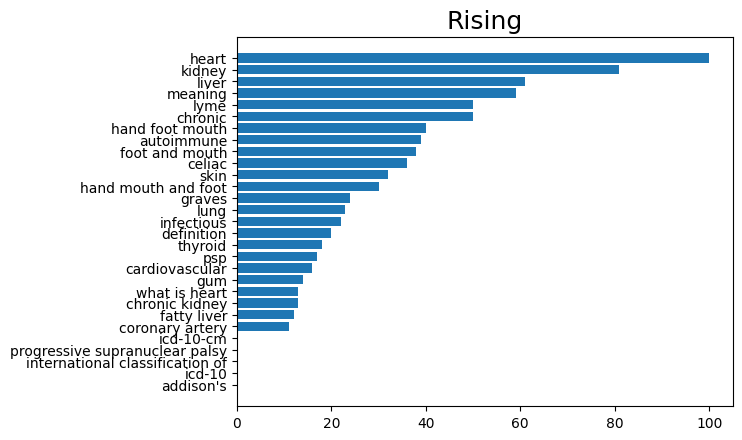 Rising
heart
kidney
liver
meaning
lyme
chronic
hand foot mouth
autoimmune
foot and mouth
celiac
skin
hand mouth and foot
graves
lung
infectious
definition
thyroid
psp
cardiovascular
gum
what is heart
chronic kidney
fatty liver
coronary artery
icd-10-cm
progressive supranuclear palsy
international classification of
icd-10
addison's
0 20 40 60 80 100